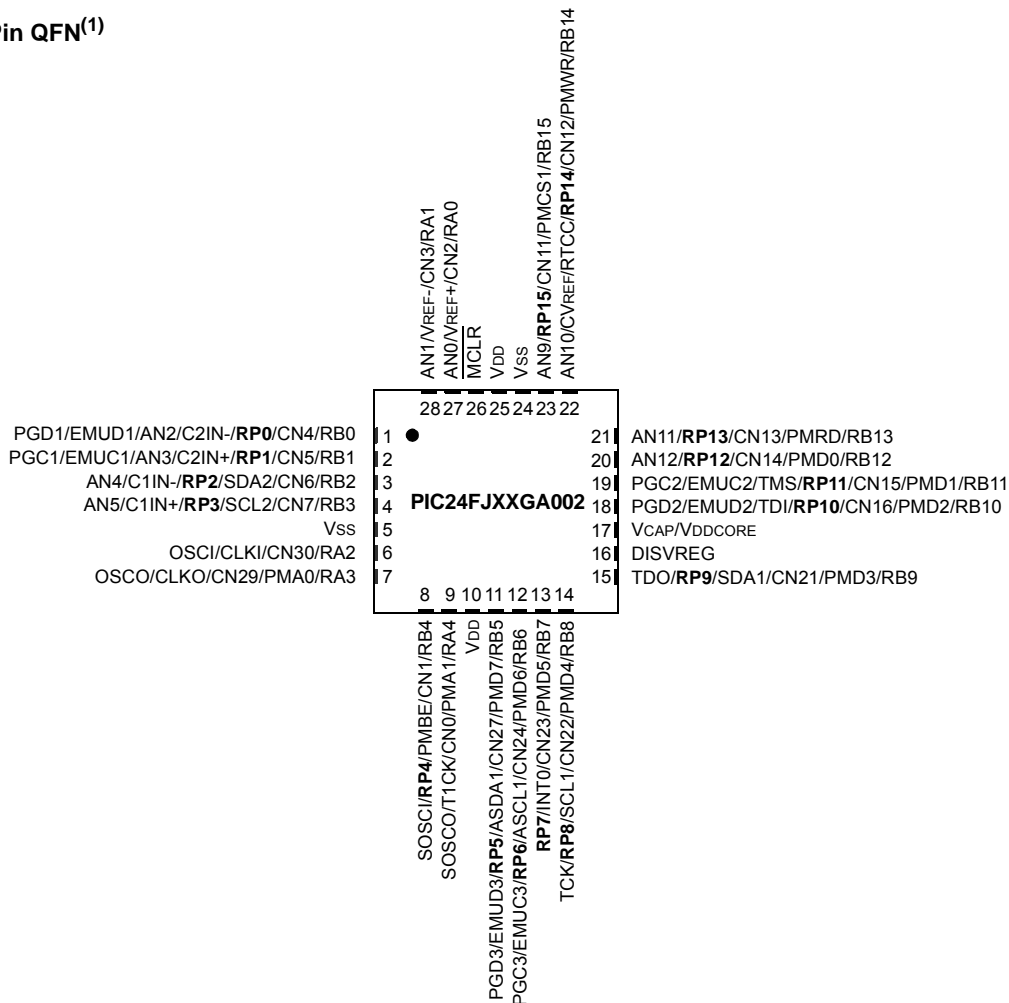 Pin QFN(1)
AN1/VREF-/CN3/RA1
AN0/VREF+/CN2/RA0
MCLR
VDD
VSS
AN9/RP15/CN11/PMCS1/RB15
AN10/CVREF/RTCC/RP14/CN12/PMWR/RB14
28 27 26 25 24 23 22
PGD1/EMUD1/AN2/C2IN-/RP0/CN4/RB0 1
PGC1/EMUC1/AN3/C2IN+/RP1/CN5/RB1 2
AN4/C1IN-/RP2/SDA2/CN6/RB2 3
AN5/C1IN+/RP3/SCL2/CN7/RB3 4
VSS 5
OSCI/CLKI/CN30/RA2 6
OSCO/CLKO/CN29/PMA0/RA3 7
PIC24FJXXGA002
21 AN11/RP13/CN13/PMRD/RB13
20 AN12/RP12/CN14/PMD0/RB12
19 PGC2/EMUC2/TMS/RP11/CN15/PMD1/RB11
18 PGD2/EMUD2/TDI/RP10/CN16/PMD2/RB10
17 VCAP/VDDCORE
16 DISVREG
15 TDO/RP9/SDA1/CN21/PMD3/RB9
8 9 10 11 12 13 14
SOSCI/RP4/PMBE/CN1/RB4
SOSCO/T1CK/CN0/PMA1/RA4
VDD
PGD3/EMUD3/RP5/ASDA1/CN27/PMD7/RB5
PGC3/EMUC3/RP6/ASCL1/CN24/PMD6/RB6
RP7/INT0/CN23/PMD5/RB7
TCK/RP8/SCL1/CN22/PMD4/RB8